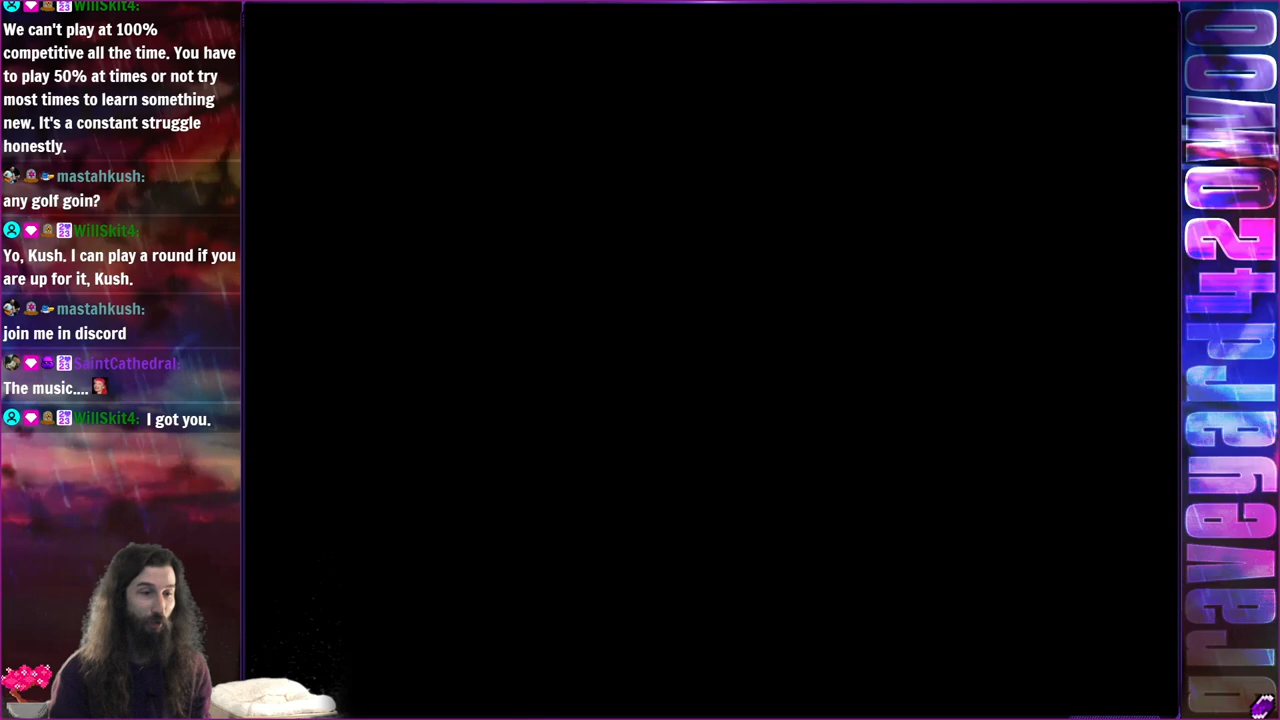 WillSkit4:
We can't play at 100%
competitive all the time. You have
to play 50% at times or not try
most times to learn something
new. It's a constant struggle
honestly.
mastahkush:
any golf goin?
WillSkit4:
Yo, Kush. I can play a round if you
are up for it, Kush.
mastahkush:
join me in discord
SaintCathedral:
The music....
WillSkit4: I got you.